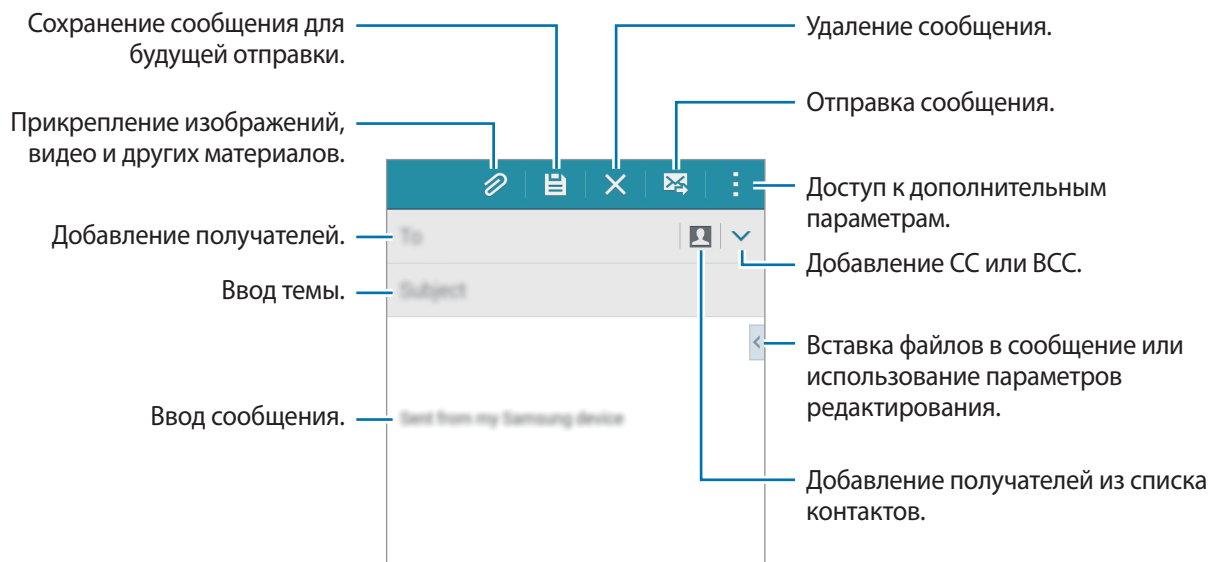 Сохранение сообщения для
будущей отправки.
Прикрепление изображений,
видео и других материалов.
Добавление получателей.
Ввод темы.
Ввод сообщения.
To
Subject
Sent from my Samsung device
Удаление сообщения.
Отправка сообщения.
Доступ к дополнительным
параметрам.
Добавление СС или ВСС.
Вставка файлов в сообщение или
использование параметров
редактирования.
Добавление получателей из списка
контактов.